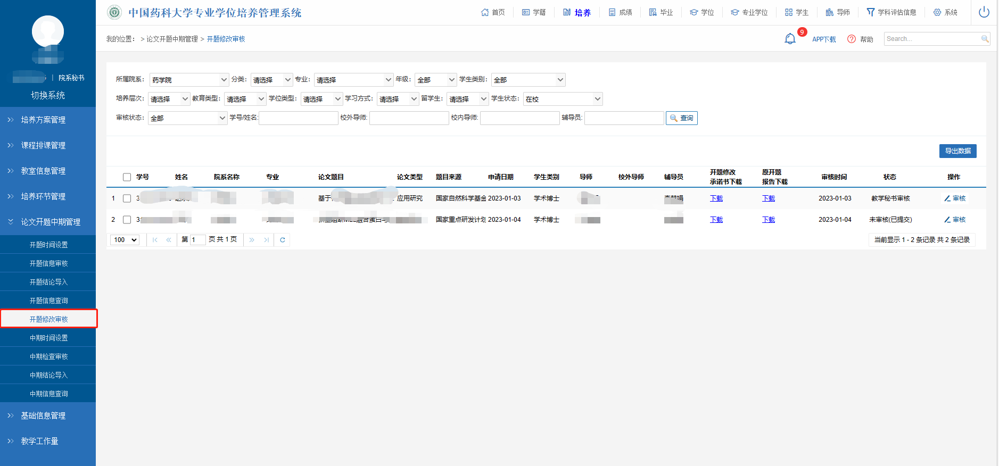 中国药科大学专业学位培养管理系统
首页 学籍 培养 成绩 毕业 学位 专业学位 学生 导师 学科评估信息 系统
院系秘书
切换系统
我的位置： > 论文开题中期管理 > 开题修改审核
9 APP下载 帮助 Search...
培养方案管理
课程排课管理
教室信息管理
培养环节管理
论文开题中期管理
开题时间设置
开题信息审核
开题结论导入
开题信息查询
开题修改审核
中期时间设置
中期检查审核
中期结论导入
中期信息查询
基础信息管理
教学工作量
所属院系： 药学院 分类： 请选择 专业： 请选择 年级： 全部 学生类别： 全部
培养层次： 请选择 教育类型： 请选择 学位类型： 请选择 学习方式： 请选择 留学生： 请选择 学生状态： 在校
审核状态： 全部 学号/姓名: 校外导师: 校内导师: 辅导员: 查询
导出数据
学号 姓名 院系名称 专业 论文题目 论文类型 题目来源 申请日期 学生类别 导师 校外导师 辅导员 开题修改承诺书下载 原开题报告下载 审核时间 状态 操作
1 3 基于 应用研究 国家自然科学基金 2023-01-03 学术博士 下载 下载 2023-01-03 教学秘书审核 审核
2 国家重点研发计划 2023-01-04 学术博士 下载 下载 2023-01-04 未审核(已提交) 审核
100 第 1 页 共 1 页 当前显示 1 - 2 条记录 共 2 条记录